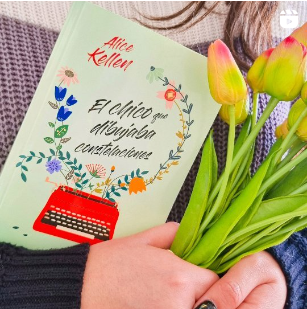 Alice
Kellen
El chico que
dibujaba
constelaciones